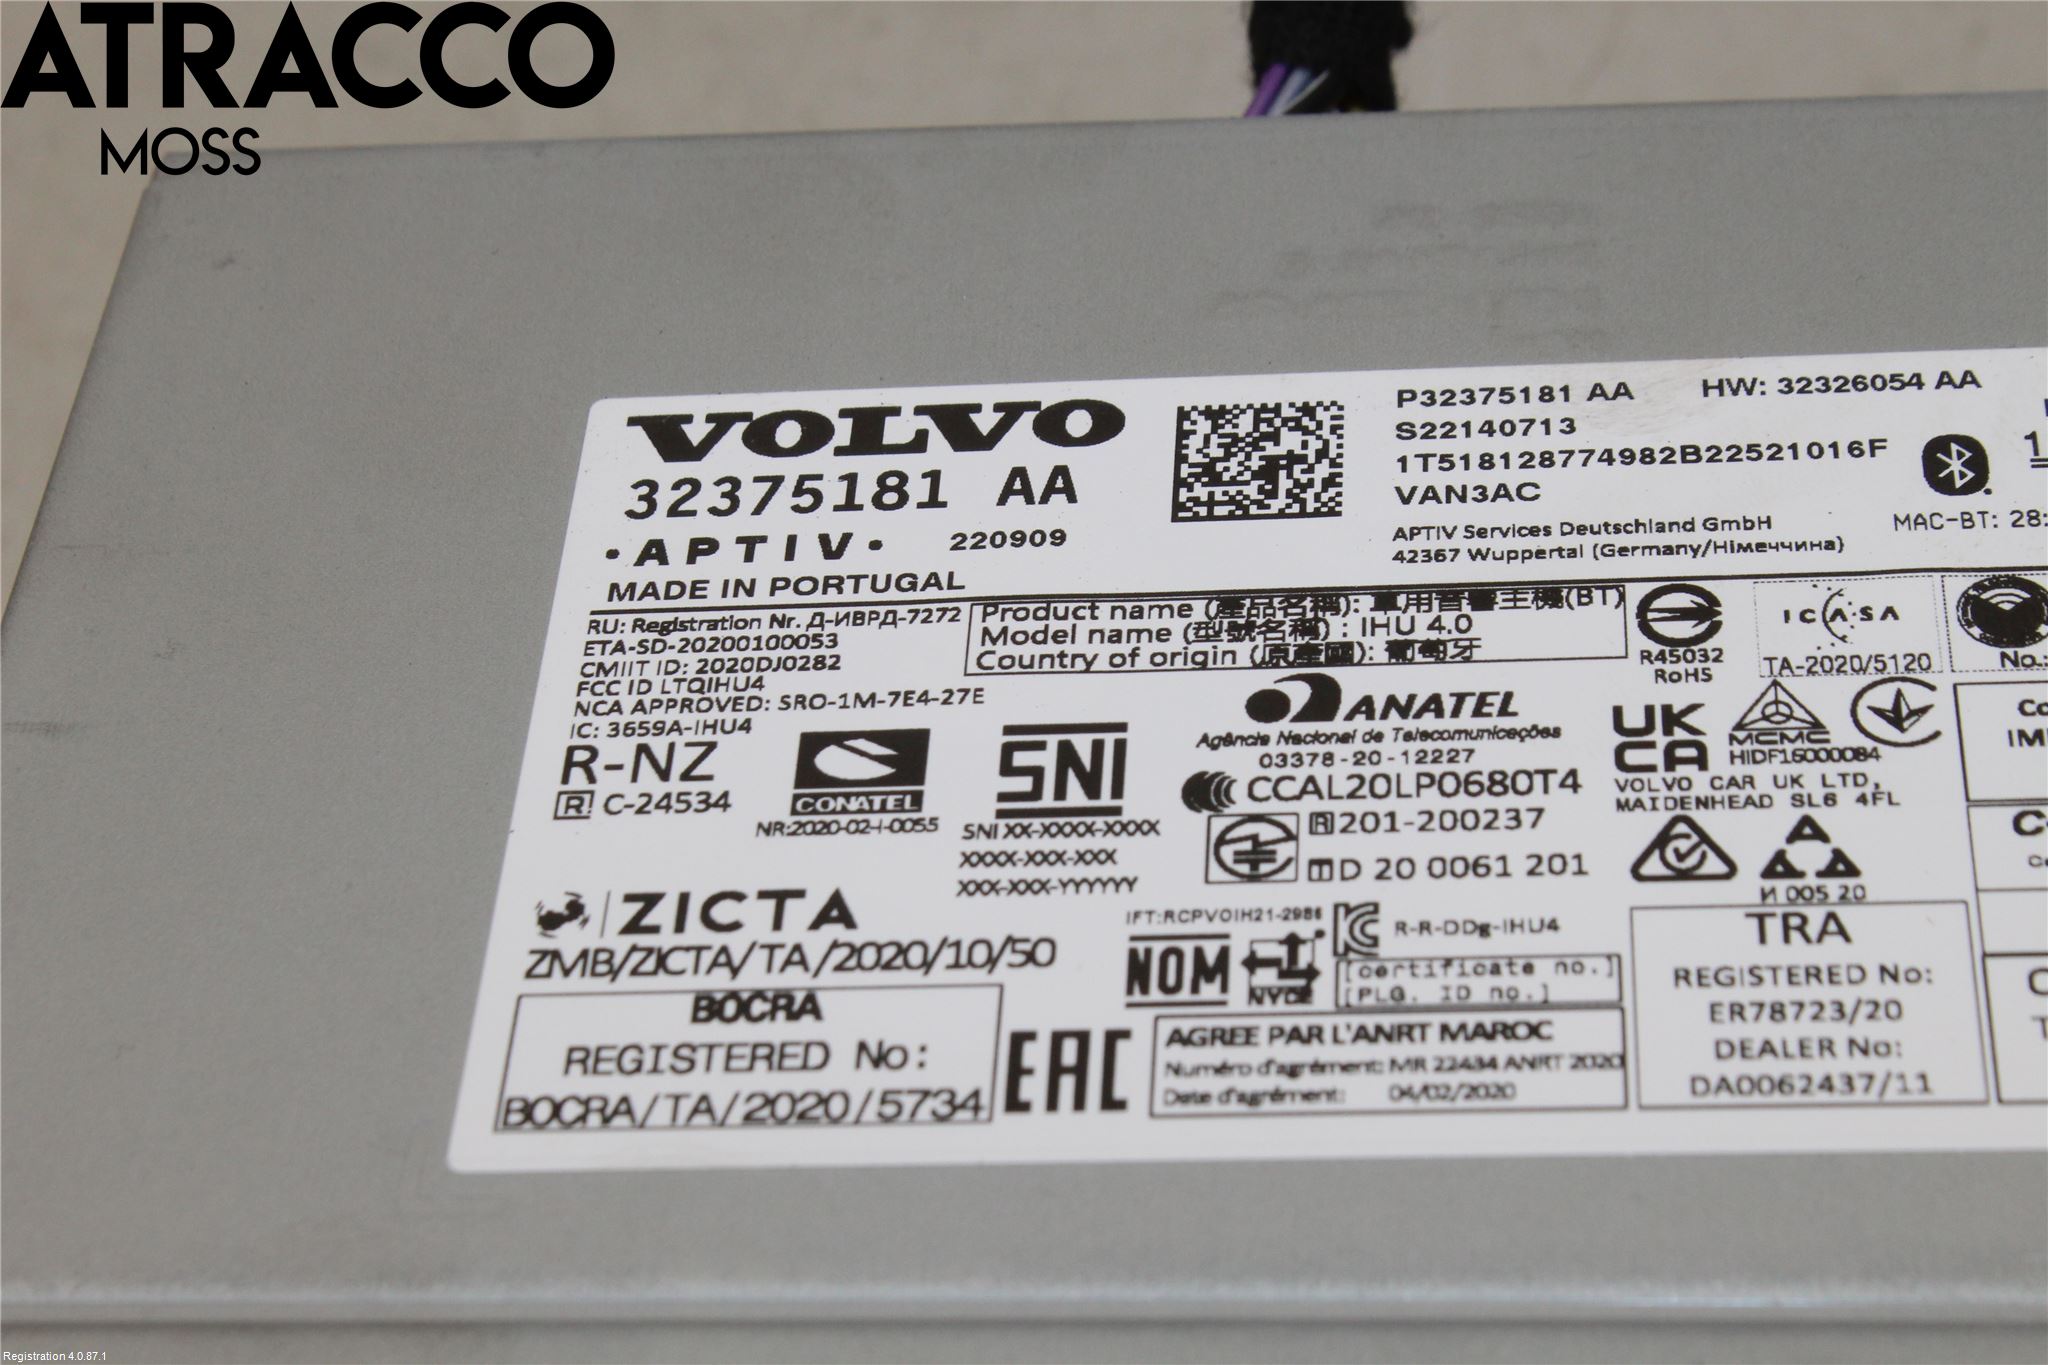 ATRACCO
MOSS
VOLVO
32375181 AA
·APTIV· 220909
MADE IN PORTUGAL
P32375181 AA HW: 32326054 AA
S22140713
1T518128774982B22521016F
VAN3AC
APTIV Services Deutschland GmbH
42367 Wuppertal (Germany/Німеччина)
MAC-BT: 28:
RU: Registration Nr. Д-ИВРД-7272
ETA-SD-20200100053
CMIIT ID: 2020DJ0282
FCC ID LTQIHU4
NCA APPROVED: SRO-1M-7E4-27E
IC: 3659A-IHU4
Product name (產品名稱): 車用音響主機(BT)
Model name (型號名稱) : IHU 4.0
Country of origin (原產國): 葡萄牙
R45032
RoHS
ICASA
TA-2020/5120
No.:
R-NZ
R C-24534
CONATEL
NR:2020-02-I-0055
SNI
SNI XX-XXXX-XXXX
XXXX-XXX-XXX
XXX-XXX-YYYYYY
ANATEL
Agência Nacional de Telecomunicações
03378-20-12227
CCAL20LP0680T4
R 201-200237
T D 20 0061 201
UK
CA
MCMC
HIDF16000084
VOLVO CAR UK LTD,
MAIDENHEAD SL6 4FL
И 005 20
ZICTA
ZMB/ZICTA/TA/2020/10/50
IFT:RCPVOIH21-2986
NOM
NYCE
R-R-DDg-IHU4
[certificate no.]
[PLG. ID no.]
BOCRA
REGISTERED No:
BOCRA/TA/2020/5734
EAC
AGREE PAR L'ANRT MAROC
Numéro d'agrément: MR 22434 ANRT 2020
Date d'agrément: 04/02/2020
TRA
REGISTERED No:
ER78723/20
DEALER No:
DA0062437/11
Registration 4.0.87.1